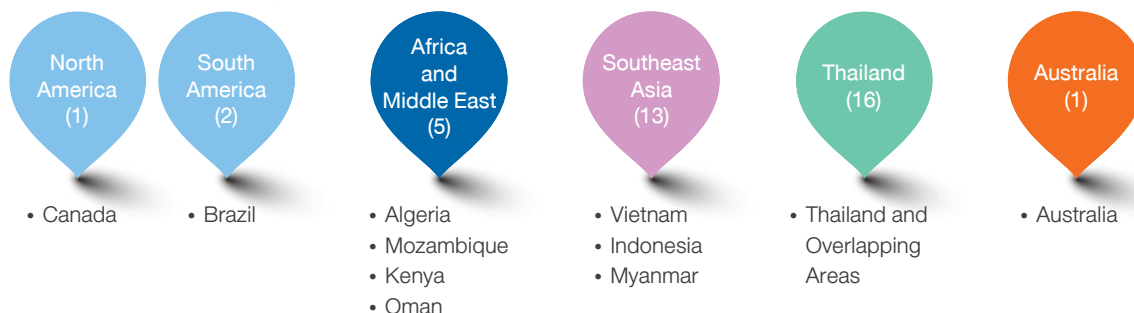 North
America
(1)
South
America
(2)
Africa
and
Middle East
(5)
Southeast
Asia
(13)
Thailand
(16)
Australia
(1)
• Canada
• Brazil
• Algeria
• Mozambique
• Kenya
• Oman
• Vietnam
• Indonesia
• Myanmar
• Thailand and
Overlapping
Areas
• Australia